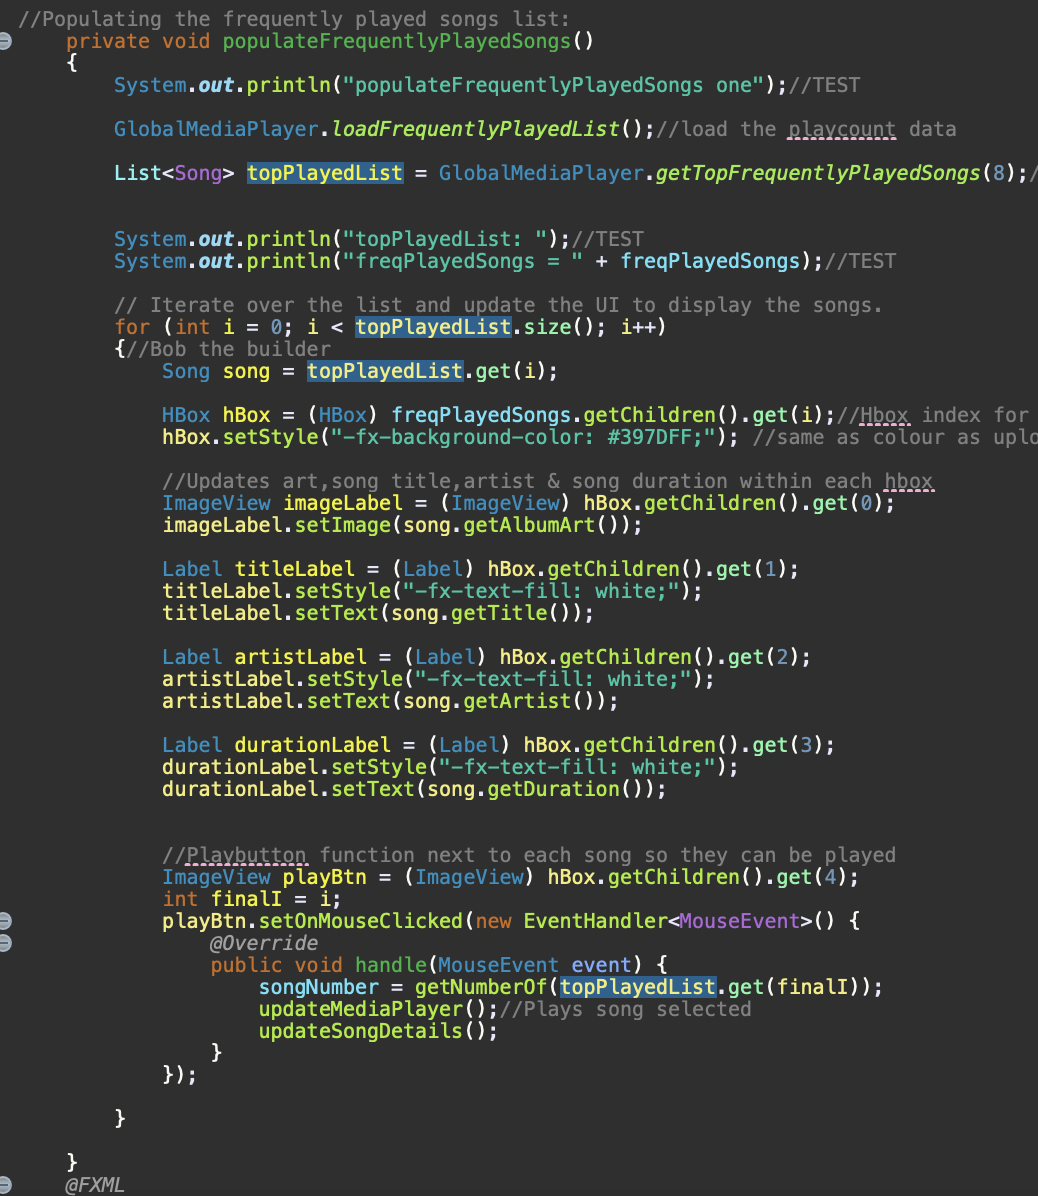 //Populating the frequently played songs list:
private void populateFrequentlyPlayedSongs()
{
System.out.println("populateFrequentlyPlayedSongs one");//TEST
GlobalMediaPlayer.loadFrequentlyPlayedList();//load the playcount data
List<Song> topPlayedList = GlobalMediaPlayer.getTopFrequentlyPlayedSongs(8);/
System.out.println("topPlayedList: ");//TEST
System.out.println("freqPlayedSongs = " + freqPlayedSongs);//TEST
// Iterate over the list and update the UI to display the songs.
for (int i = 0; i < topPlayedList.size(); i++)
{//Bob the builder
Song song = topPlayedList.get(i);
HBox hBox = (HBox) freqPlayedSongs.getChildren().get(i);//Hbox index for
hBox.setStyle("-fx-background-color: #397DFF;"); //same as colour as uplo
//Updates art,song title,artist & song duration within each hbox
ImageView imageLabel = (ImageView) hBox.getChildren().get(0);
imageLabel.setImage(song.getAlbumArt());
Label titleLabel = (Label) hBox.getChildren().get(1);
titleLabel.setStyle("-fx-text-fill: white;");
titleLabel.setText(song.getTitle());
Label artistLabel = (Label) hBox.getChildren().get(2);
artistLabel.setStyle("-fx-text-fill: white;");
artistLabel.setText(song.getArtist());
Label durationLabel = (Label) hBox.getChildren().get(3);
durationLabel.setStyle("-fx-text-fill: white;");
durationLabel.setText(song.getDuration());
//Playbutton function next to each song so they can be played
ImageView playBtn = (ImageView) hBox.getChildren().get(4);
int finalI = i;
playBtn.setOnMouseClicked(new EventHandler<MouseEvent>() {
@Override
public void handle(MouseEvent event) {
songNumber = getNumberOf(topPlayedList.get(finalI));
updateMediaPlayer();//Plays song selected
updateSongDetails();
}
});
}
}
@FXML